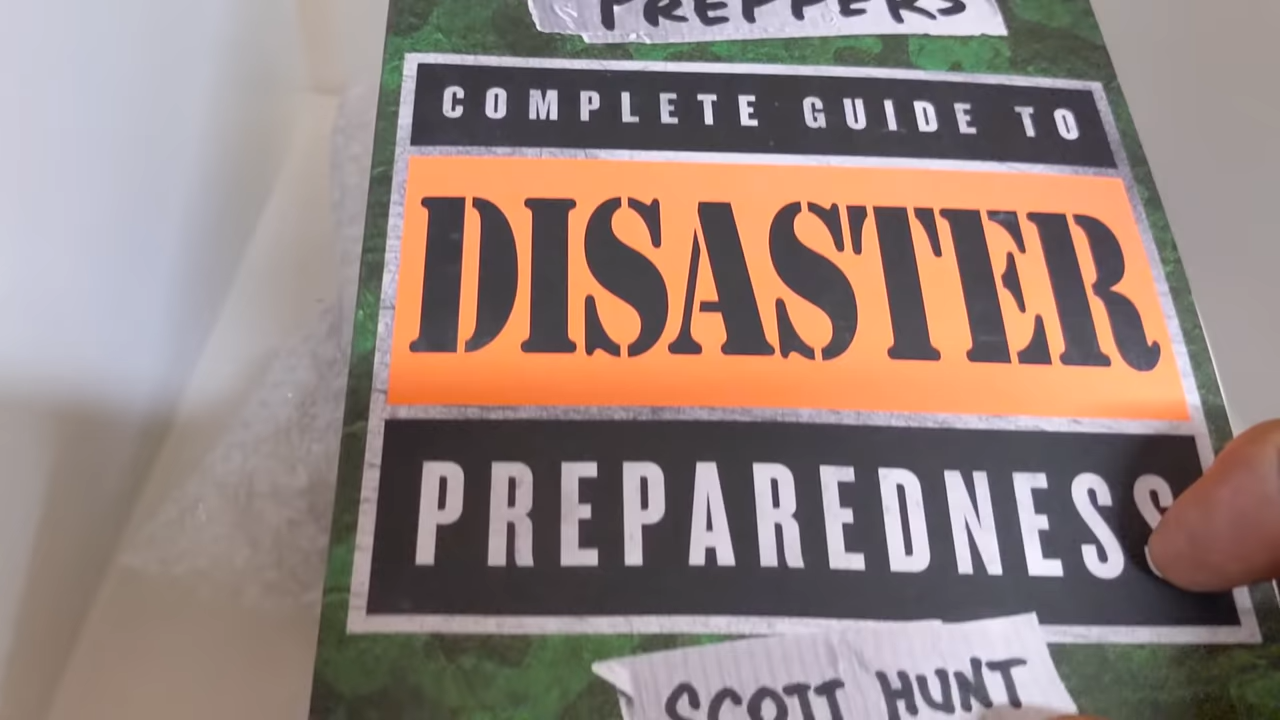 PREPPERS
COMPLETE GUIDE TO
DISASTER
PREPAREDNESS
SCOTT HUNT